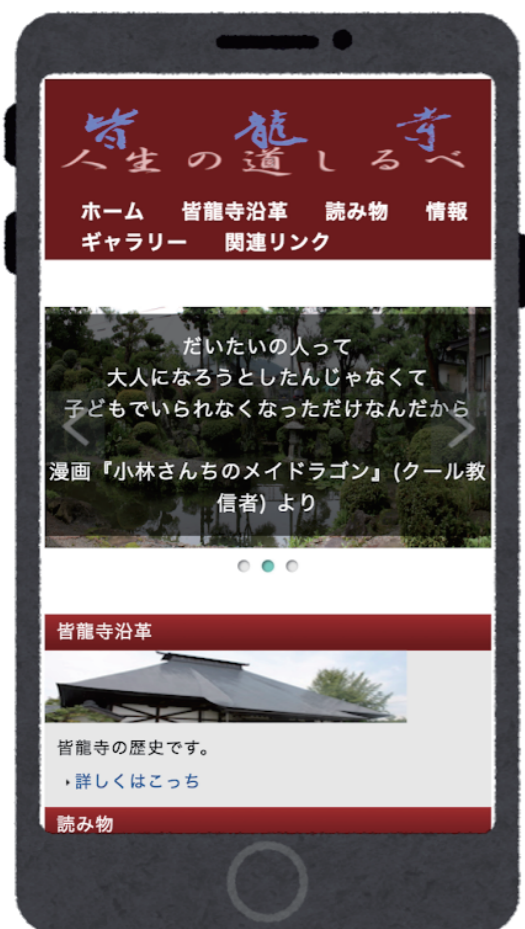 皆龍寺
人生の道しるべ
ホーム 皆龍寺沿革 読み物 情報
ギャラリー 関連リンク
だいたいの人って
大人になろうとしたんじゃなくて
子どもでいられなくなっただけなんだから
漫画『小林さんちのメイドラゴン』(クール教
信者) より
皆龍寺沿革
皆龍寺の歴史です。
詳しくはこっち
読み物